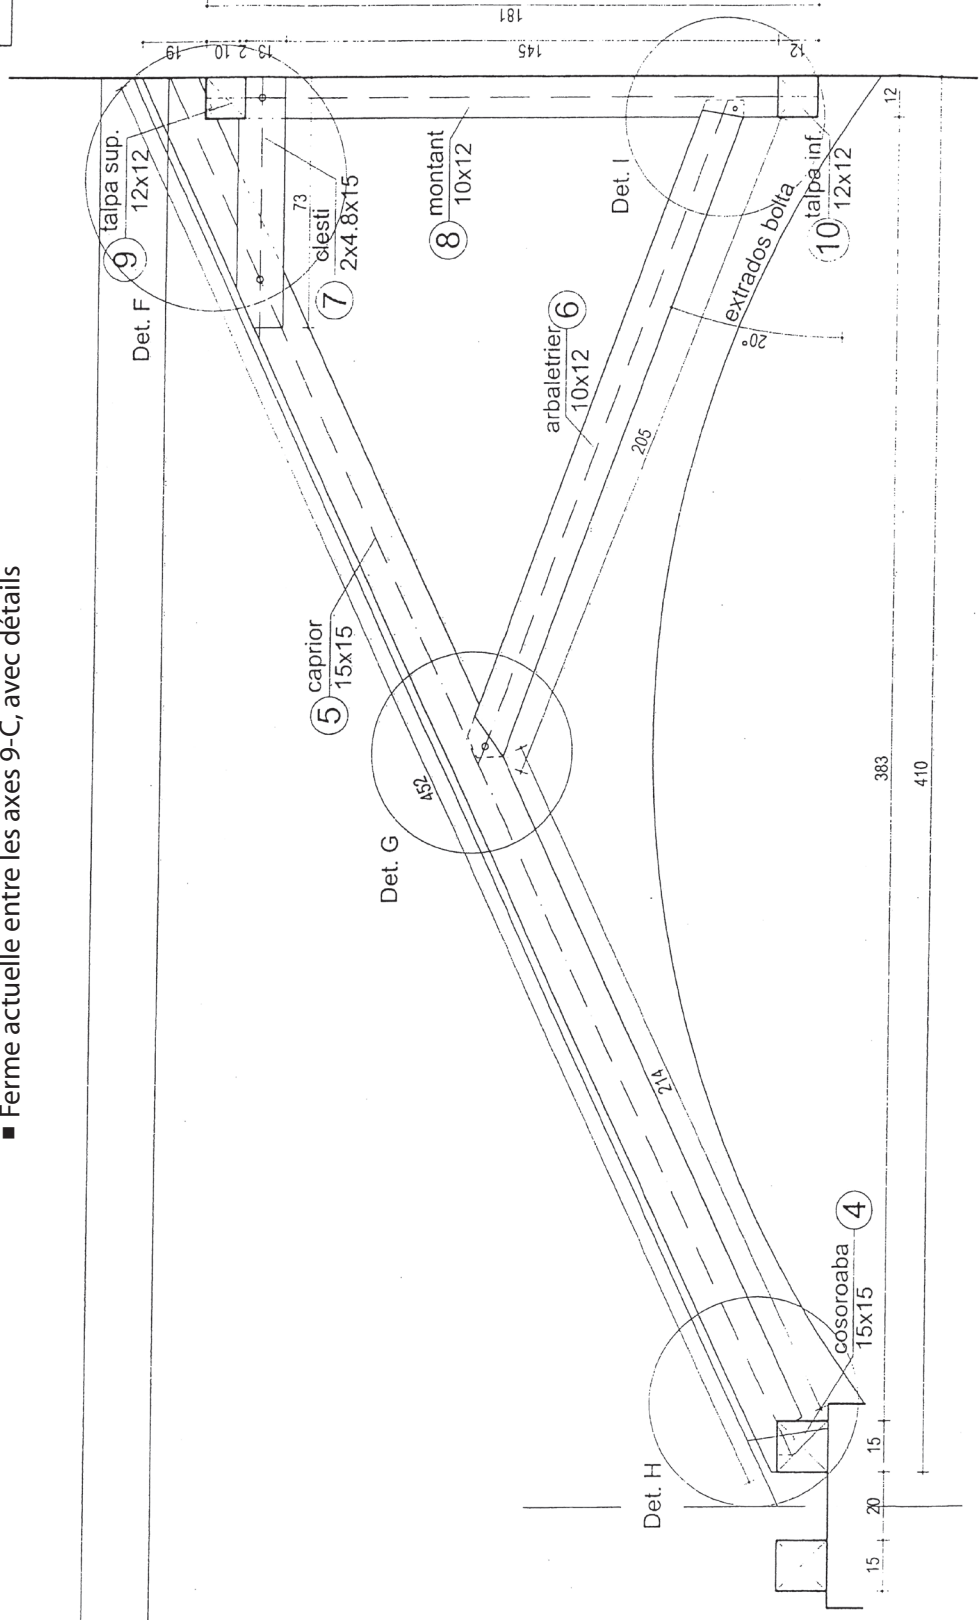 ■ Ferme actuelle entre les axes 9-C, avec détails
Det. F
9
talpa sup.
12x12
7
clesti
2x4.8x15
73
8
montant
10x12
Det. I
10
talpa inf.
12x12
extrados bolta
20°
6
arbaletrier
10x12
205
5
caprior
15x15
452
Det. G
214
4
cosoroaba
15x15
Det. H
19
10
2
13
145
12
181
12
383
410
15
20
15